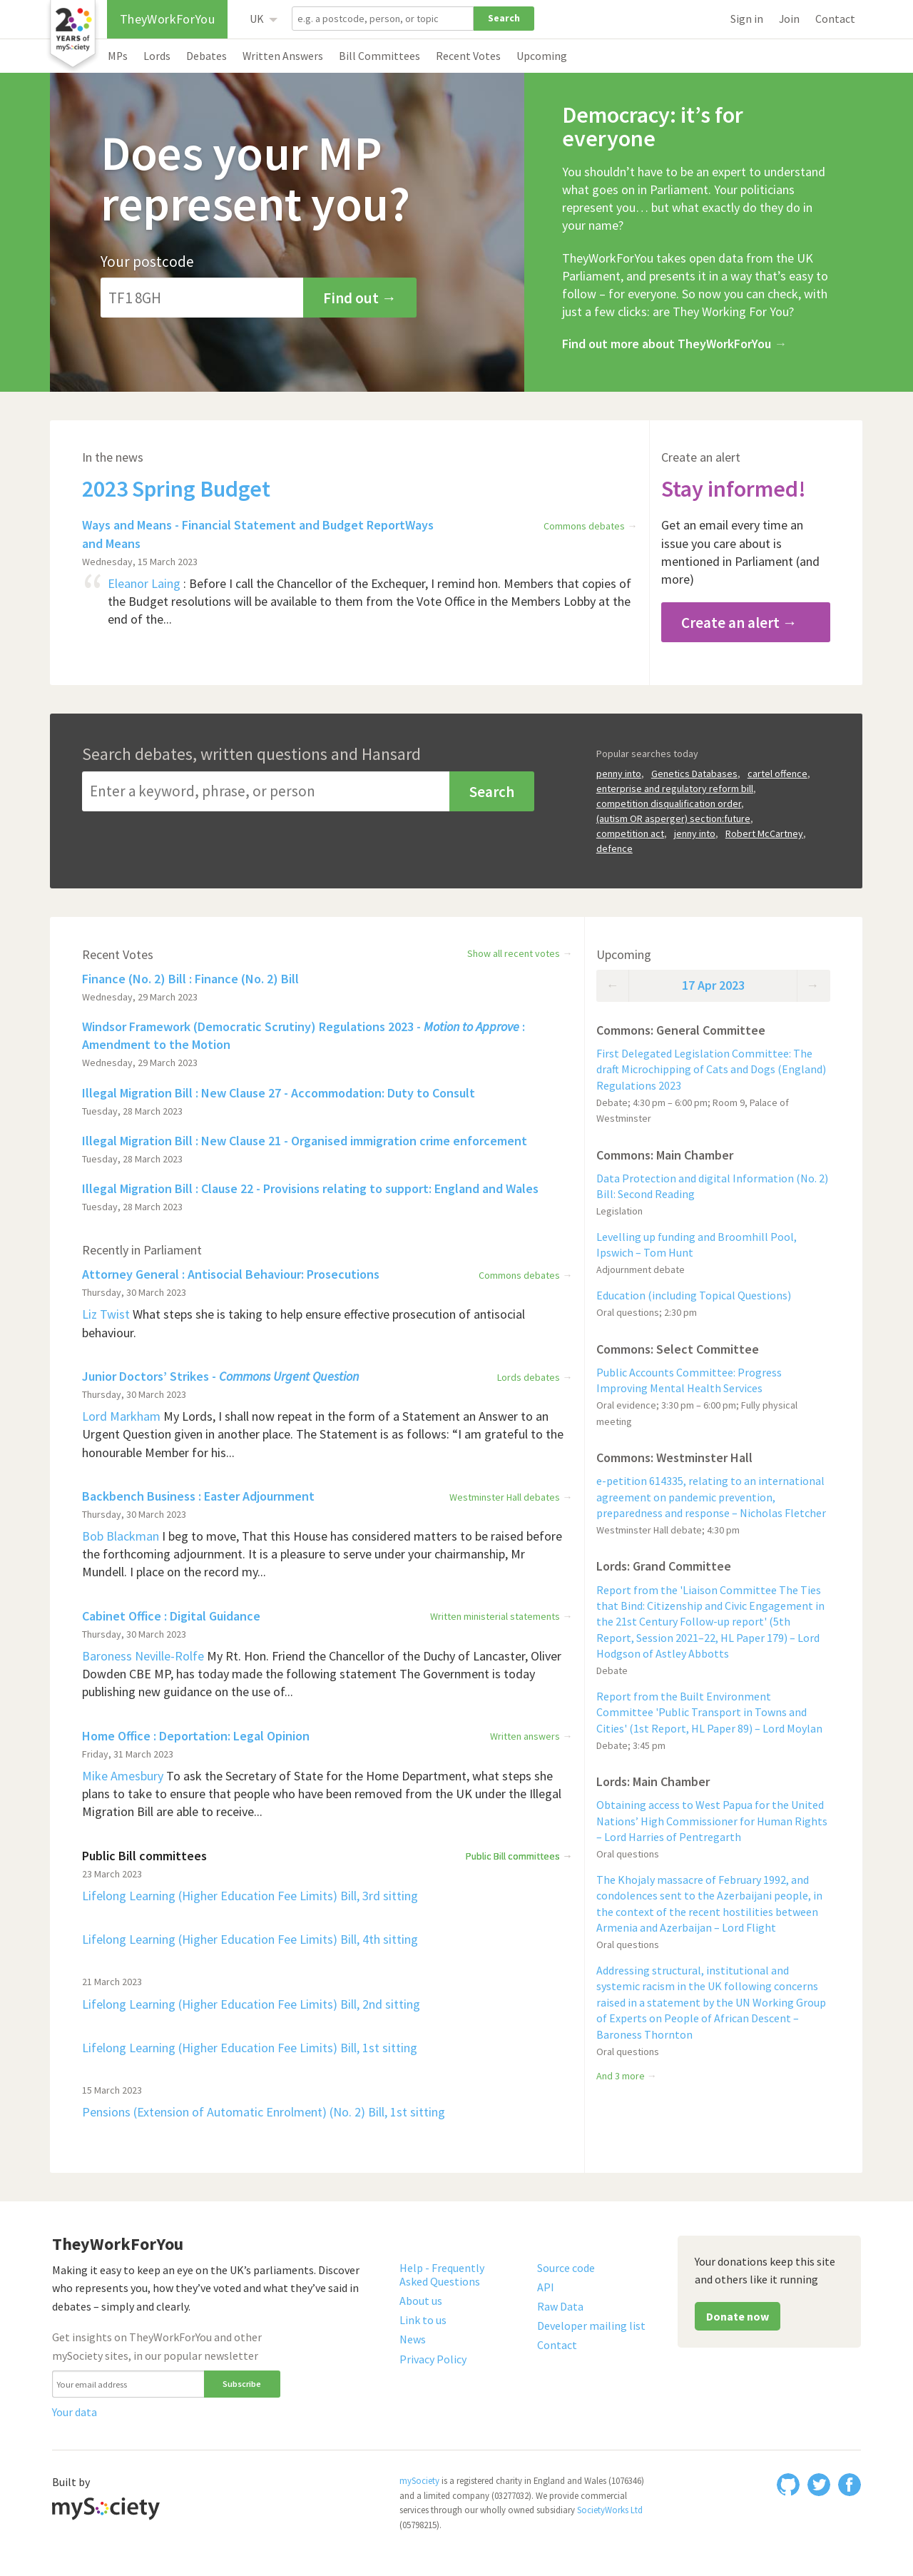 20
YEARS of
mySociety
TheyWorkForYou
UK
e.g. a postcode, person, or topic
Search
Sign in
Join
Contact
MPs
Lords
Debates
Written Answers
Bill Committees
Recent Votes
Upcoming
Does your MP
represent you?
Your postcode
TF1 8GH
Find out →
Democracy: it’s for
everyone
You shouldn’t have to be an expert to understand
what goes on in Parliament. Your politicians
represent you… but what exactly do they do in
your name?
TheyWorkForYou takes open data from the UK
Parliament, and presents it in a way that’s easy to
follow – for everyone. So now you can check, with
just a few clicks: are They Working For You?
Find out more about TheyWorkForYou →
In the news
2023 Spring Budget
Ways and Means - Financial Statement and Budget ReportWays
and Means
Commons debates →
Wednesday, 15 March 2023
“
Eleanor Laing : Before I call the Chancellor of the Exchequer, I remind hon. Members that copies of
the Budget resolutions will be available to them from the Vote Office in the Members Lobby at the
end of the...
Create an alert
Stay informed!
Get an email every time an
issue you care about is
mentioned in Parliament (and
more)
Create an alert →
Search debates, written questions and Hansard
Enter a keyword, phrase, or person
Search
Popular searches today
penny into, Genetics Databases, cartel offence,
enterprise and regulatory reform bill,
competition disqualification order,
(autism OR asperger) section:future,
competition act, jenny into, Robert McCartney,
defence
Recent Votes
Show all recent votes →
Finance (No. 2) Bill : Finance (No. 2) Bill
Wednesday, 29 March 2023
Windsor Framework (Democratic Scrutiny) Regulations 2023 - Motion to Approve :
Amendment to the Motion
Wednesday, 29 March 2023
Illegal Migration Bill : New Clause 27 - Accommodation: Duty to Consult
Tuesday, 28 March 2023
Illegal Migration Bill : New Clause 21 - Organised immigration crime enforcement
Tuesday, 28 March 2023
Illegal Migration Bill : Clause 22 - Provisions relating to support: England and Wales
Tuesday, 28 March 2023
Recently in Parliament
Attorney General : Antisocial Behaviour: Prosecutions
Commons debates →
Thursday, 30 March 2023
Liz Twist What steps she is taking to help ensure effective prosecution of antisocial
behaviour.
Junior Doctors’ Strikes - Commons Urgent Question
Lords debates →
Thursday, 30 March 2023
Lord Markham My Lords, I shall now repeat in the form of a Statement an Answer to an
Urgent Question given in another place. The Statement is as follows: “I am grateful to the
honourable Member for his...
Backbench Business : Easter Adjournment
Westminster Hall debates →
Thursday, 30 March 2023
Bob Blackman I beg to move, That this House has considered matters to be raised before
the forthcoming adjournment. It is a pleasure to serve under your chairmanship, Mr
Mundell. I place on the record my...
Cabinet Office : Digital Guidance
Written ministerial statements →
Thursday, 30 March 2023
Baroness Neville-Rolfe My Rt. Hon. Friend the Chancellor of the Duchy of Lancaster, Oliver
Dowden CBE MP, has today made the following statement The Government is today
publishing new guidance on the use of...
Home Office : Deportation: Legal Opinion
Written answers →
Friday, 31 March 2023
Mike Amesbury To ask the Secretary of State for the Home Department, what steps she
plans to take to ensure that people who have been removed from the UK under the Illegal
Migration Bill are able to receive...
Public Bill committees
Public Bill committees →
23 March 2023
Lifelong Learning (Higher Education Fee Limits) Bill, 3rd sitting
Lifelong Learning (Higher Education Fee Limits) Bill, 4th sitting
21 March 2023
Lifelong Learning (Higher Education Fee Limits) Bill, 2nd sitting
Lifelong Learning (Higher Education Fee Limits) Bill, 1st sitting
15 March 2023
Pensions (Extension of Automatic Enrolment) (No. 2) Bill, 1st sitting
Upcoming
← 17 Apr 2023 →
Commons: General Committee
First Delegated Legislation Committee: The
draft Microchipping of Cats and Dogs (England)
Regulations 2023
Debate; 4:30 pm – 6:00 pm; Room 9, Palace of
Westminster
Commons: Main Chamber
Data Protection and digital Information (No. 2)
Bill: Second Reading
Legislation
Levelling up funding and Broomhill Pool,
Ipswich – Tom Hunt
Adjournment debate
Education (including Topical Questions)
Oral questions; 2:30 pm
Commons: Select Committee
Public Accounts Committee: Progress
Improving Mental Health Services
Oral evidence; 3:30 pm – 6:00 pm; Fully physical
meeting
Commons: Westminster Hall
e-petition 614335, relating to an international
agreement on pandemic prevention,
preparedness and response – Nicholas Fletcher
Westminster Hall debate; 4:30 pm
Lords: Grand Committee
Report from the 'Liaison Committee The Ties
that Bind: Citizenship and Civic Engagement in
the 21st Century Follow-up report' (5th
Report, Session 2021–22, HL Paper 179) – Lord
Hodgson of Astley Abbotts
Debate
Report from the Built Environment
Committee 'Public Transport in Towns and
Cities' (1st Report, HL Paper 89) – Lord Moylan
Debate; 3:45 pm
Lords: Main Chamber
Obtaining access to West Papua for the United
Nations’ High Commissioner for Human Rights
– Lord Harries of Pentregarth
Oral questions
The Khojaly massacre of February 1992, and
condolences sent to the Azerbaijani people, in
the context of the recent hostilities between
Armenia and Azerbaijan – Lord Flight
Oral questions
Addressing structural, institutional and
systemic racism in the UK following concerns
raised in a statement by the UN Working Group
of Experts on People of African Descent –
Baroness Thornton
Oral questions
And 3 more →
TheyWorkForYou
Making it easy to keep an eye on the UK’s parliaments. Discover
who represents you, how they’ve voted and what they’ve said in
debates – simply and clearly.
Get insights on TheyWorkForYou and other
mySociety sites, in our popular newsletter
Your email address
Subscribe
Your data
Help - Frequently
Asked Questions
About us
Link to us
News
Privacy Policy
Source code
API
Raw Data
Developer mailing list
Contact
Your donations keep this site
and others like it running
Donate now
Built by
mySociety
mySociety is a registered charity in England and Wales (1076346)
and a limited company (03277032). We provide commercial
services through our wholly owned subsidiary SocietyWorks Ltd
(05798215).